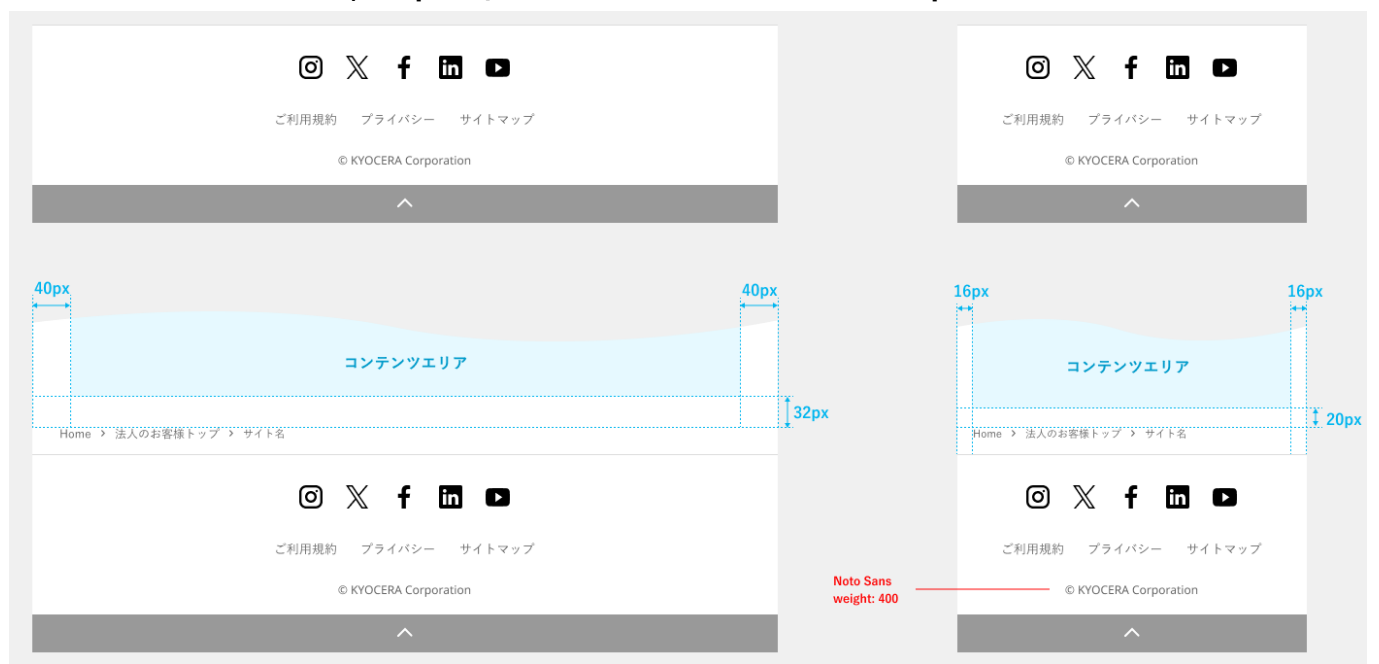 ご利用規約 プライバシー サイトマップ
© KYOCERA Corporation
ご利用規約 プライバシー サイトマップ
© KYOCERA Corporation
40px
40px
コンテンツエリア
32px
Home > 法人のお客様トップ > サイト名
ご利用規約 プライバシー サイトマップ
© KYOCERA Corporation
16px
16px
コンテンツエリア
20px
Home > 法人のお客様トップ > サイト名
ご利用規約 プライバシー サイトマップ
Noto Sans
weight: 400
© KYOCERA Corporation